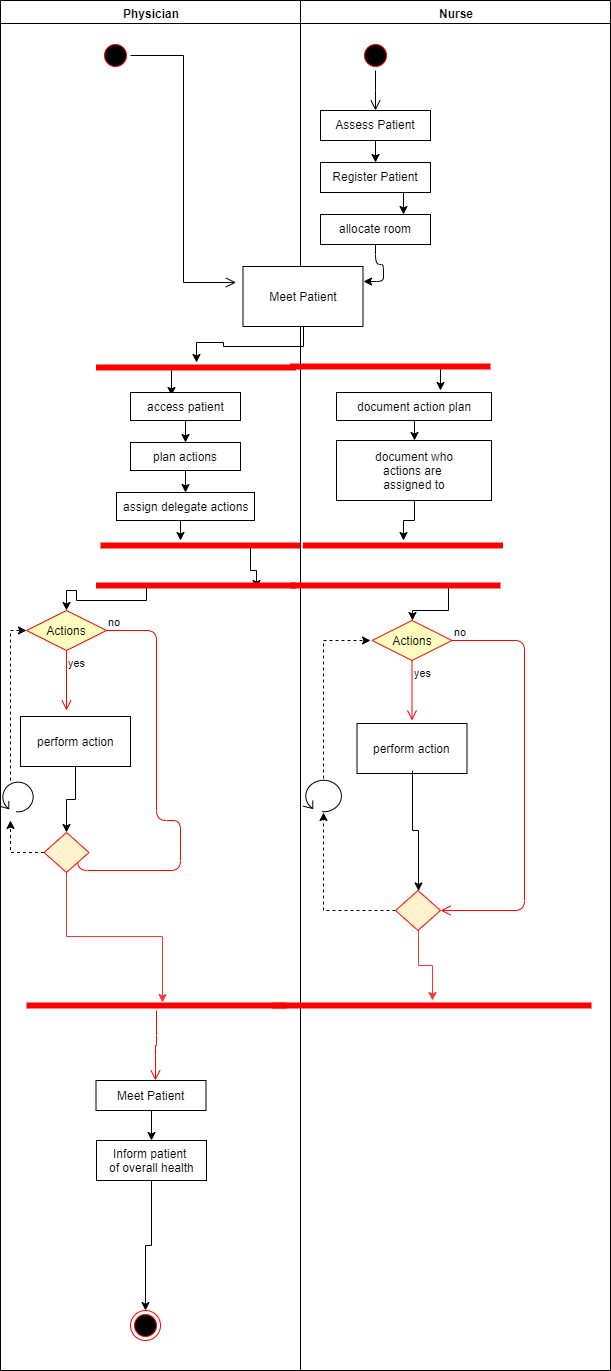 Physician
Nurse
Assess Patient
Register Patient
allocate room
Meet Patient
access patient
document action plan
plan actions
document who
actions are
assigned to
assign delegate actions
Actions
no
yes
Actions
no
yes
perform action
perform action
Meet Patient
Inform patient
of overall health